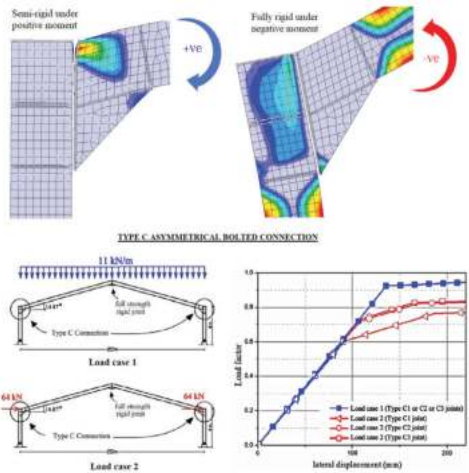 Semi-rigid under
positive moment
+ve
Fully rigid under
negative moment
-ve
TYPE C ASYMMETRICAL BOLTED CONNECTION
11 kN/m
full strength
rigid joint
Type C Connection
Load case 1
64 kN
64 kN
full strength
rigid joint
Type C Connection
Load case 2
Load factor
1.0
0.8
0.6
0.4
0.2
0.0
0
100
200
lateral displacement (mm)
Load case 1 (Type C1 or C2 or C3 joints)
Load case 2 (Type C1 joint)
Load case 2 (Type C2 joint)
Load case 2 (Type C3 joint)